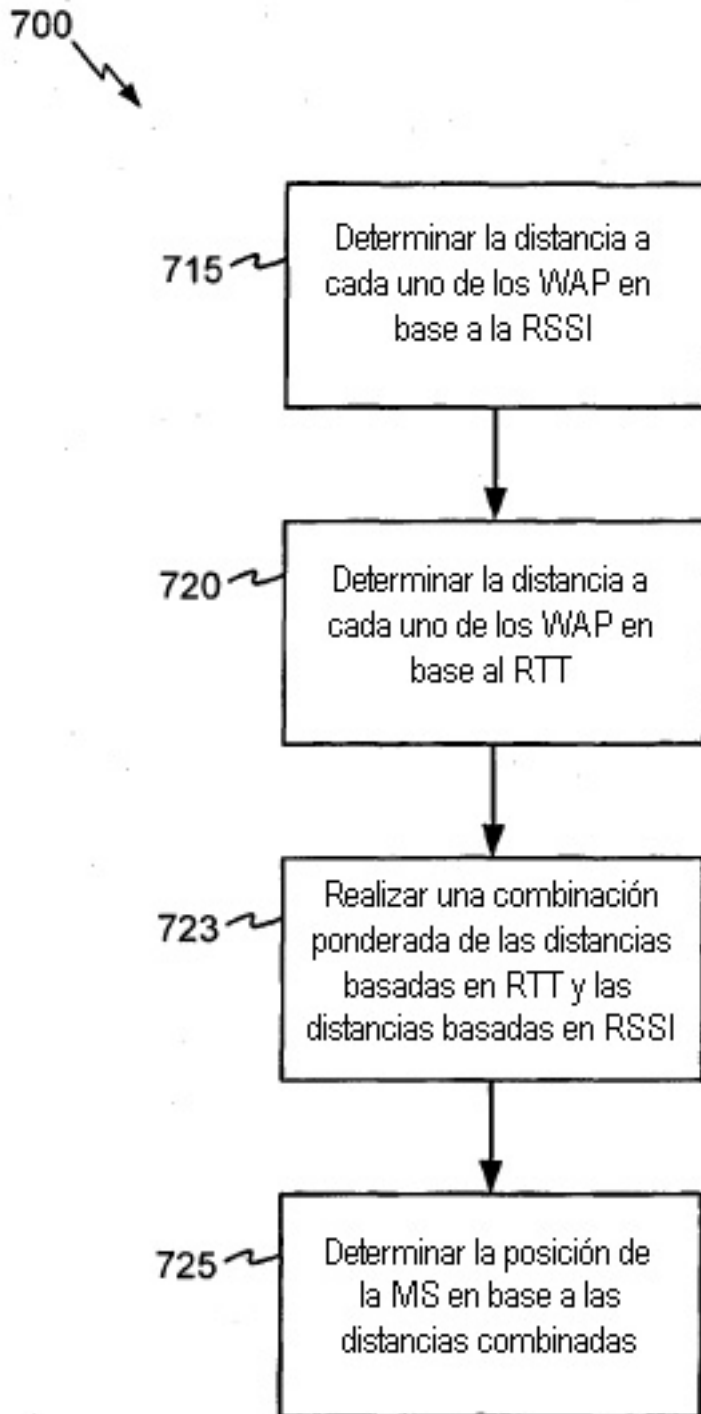 700
715
Determinar la distancia a
cada uno de los WAP en
base a la RSSI
720
Determinar la distancia a
cada uno de los WAP en
base al RTT
723
Realizar una combinación
ponderada de las distancias
basadas en RTT y las
distancias basadas en RSSI
725
Determinar la posición de
la MS en base a las
distancias combinadas